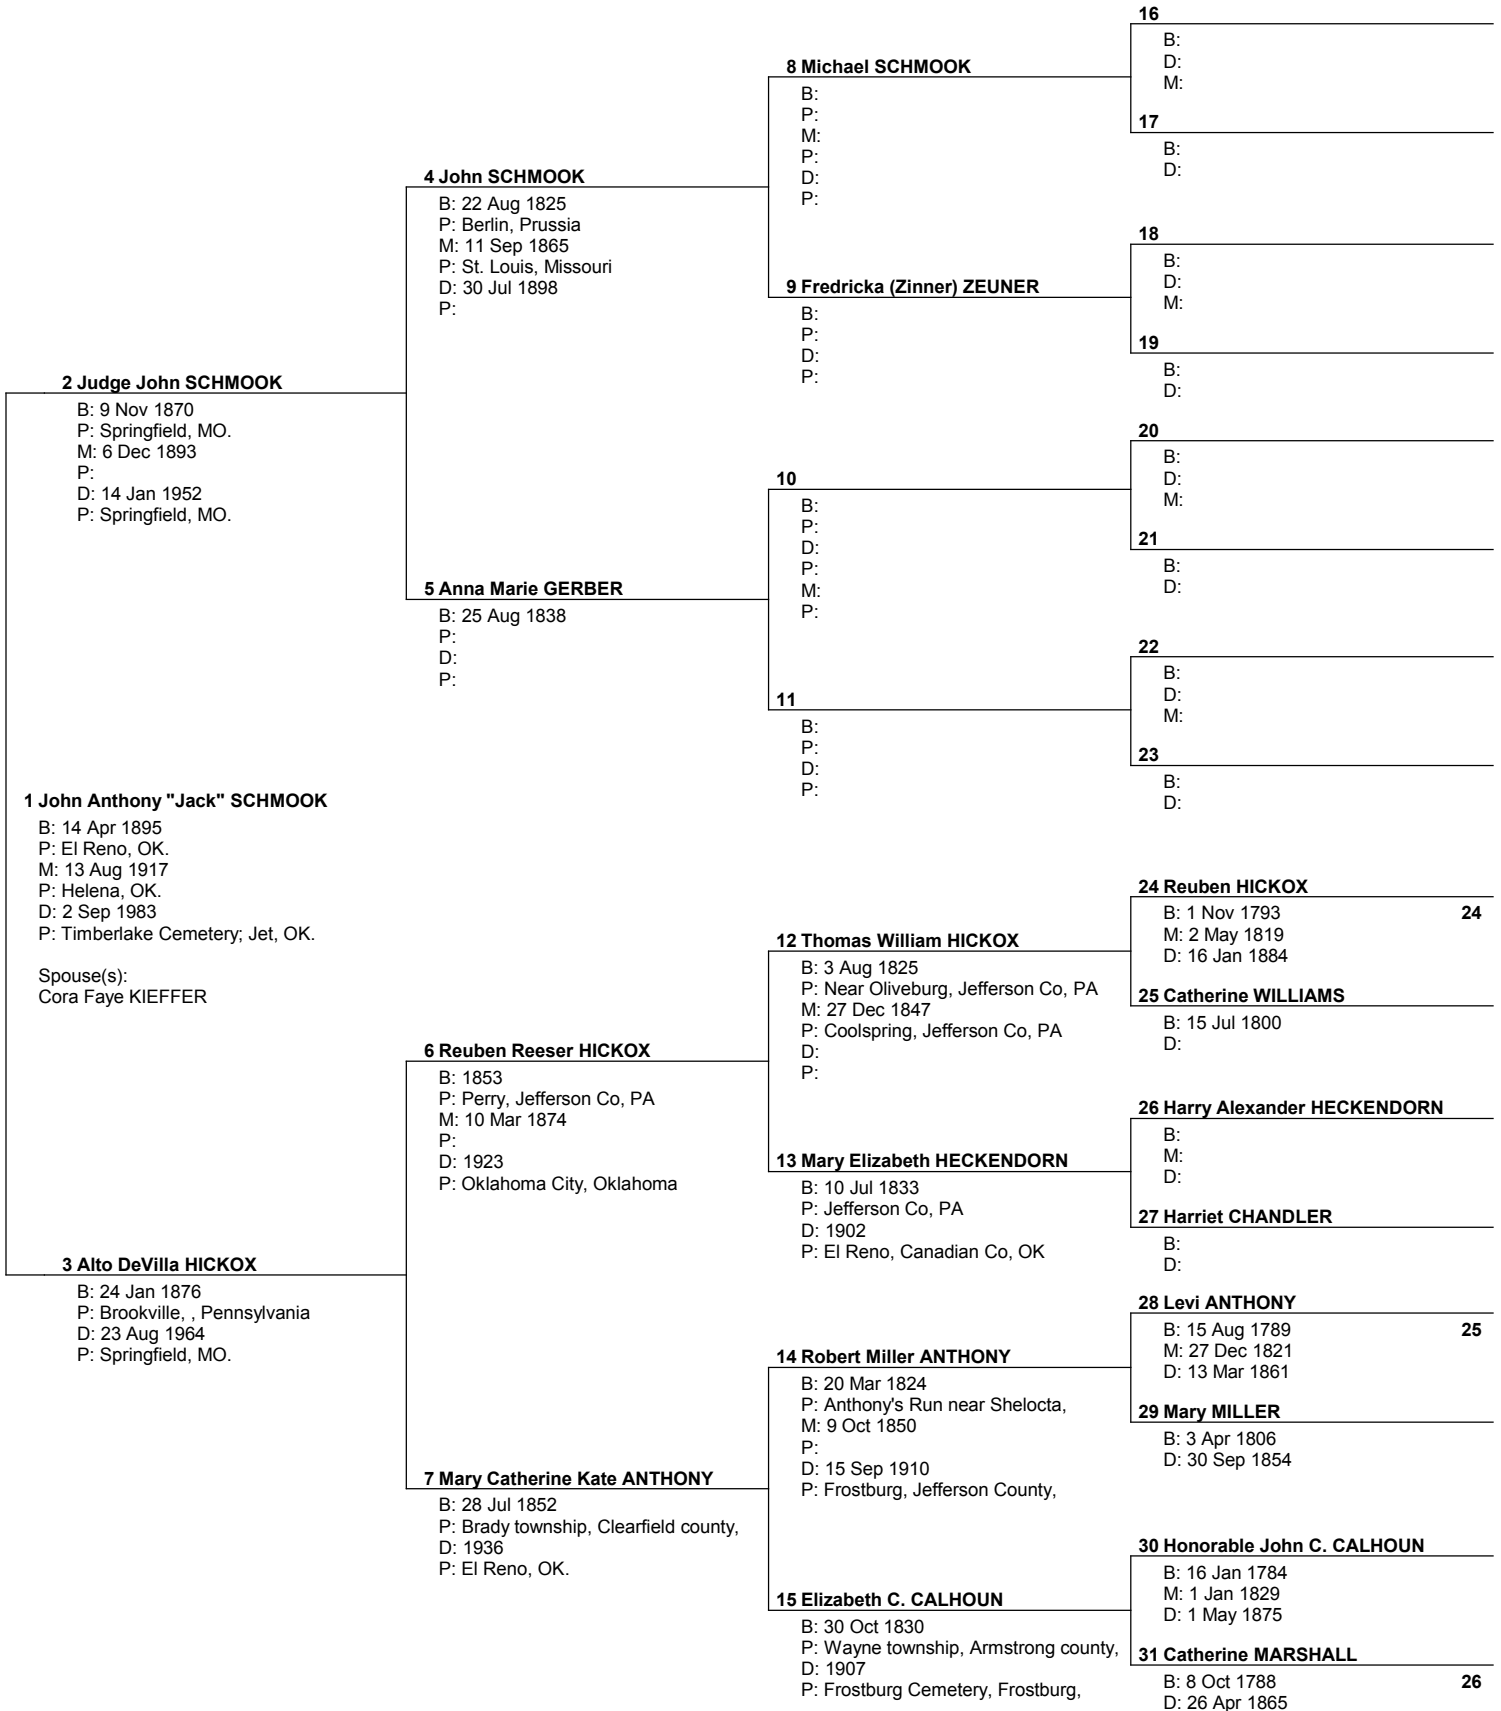 16
B:
D:
M:
8 Michael SCHMOOK
B:
P:
M:
P:
D:
P:
17
B:
D:
4 John SCHMOOK
B: 22 Aug 1825
P: Berlin, Prussia
M: 11 Sep 1865
P: St. Louis, Missouri
D: 30 Jul 1898
P:
18
B:
D:
M:
9 Fredricka (Zinner) ZEUNER
B:
P:
D:
P:
19
B:
D:
2 Judge John SCHMOOK
B: 9 Nov 1870
P: Springfield, MO.
M: 6 Dec 1893
P:
D: 14 Jan 1952
P: Springfield, MO.
20
B:
D:
M:
10
B:
P:
D:
P:
M:
P:
21
B:
D:
5 Anna Marie GERBER
B: 25 Aug 1838
P:
D:
P:
22
B:
D:
M:
11
B:
P:
D:
P:
23
B:
D:
1 John Anthony "Jack" SCHMOOK
B: 14 Apr 1895
P: El Reno, OK.
M: 13 Aug 1917
P: Helena, OK.
D: 2 Sep 1983
P: Timberlake Cemetery; Jet, OK.
Spouse(s):
Cora Faye KIEFFER
24 Reuben HICKOX
B: 1 Nov 1793 24
M: 2 May 1819
D: 16 Jan 1884
12 Thomas William HICKOX
B: 3 Aug 1825
P: Near Oliveburg, Jefferson Co, PA
M: 27 Dec 1847
P: Coolspring, Jefferson Co, PA
D:
P:
25 Catherine WILLIAMS
B: 15 Jul 1800
D:
6 Reuben Reeser HICKOX
B: 1853
P: Perry, Jefferson Co, PA
M: 10 Mar 1874
P:
D: 1923
P: Oklahoma City, Oklahoma
26 Harry Alexander HECKENDORN
B:
M:
D:
13 Mary Elizabeth HECKENDORN
B: 10 Jul 1833
P: Jefferson Co, PA
D: 1902
P: El Reno, Canadian Co, OK
27 Harriet CHANDLER
B:
D:
3 Alto DeVilla HICKOX
B: 24 Jan 1876
P: Brookville, , Pennsylvania
D: 23 Aug 1964
P: Springfield, MO.
28 Levi ANTHONY
B: 15 Aug 1789 25
M: 27 Dec 1821
D: 13 Mar 1861
14 Robert Miller ANTHONY
B: 20 Mar 1824
P: Anthony's Run near Shelocta,
M: 9 Oct 1850
P:
D: 15 Sep 1910
P: Frostburg, Jefferson County,
29 Mary MILLER
B: 3 Apr 1806
D: 30 Sep 1854
7 Mary Catherine Kate ANTHONY
B: 28 Jul 1852
P: Brady township, Clearfield county,
D: 1936
P: El Reno, OK.
30 Honorable John C. CALHOUN
B: 16 Jan 1784
M: 1 Jan 1829
D: 1 May 1875
15 Elizabeth C. CALHOUN
B: 30 Oct 1830
P: Wayne township, Armstrong county,
D: 1907
P: Frostburg Cemetery, Frostburg,
31 Catherine MARSHALL
B: 8 Oct 1788 26
D: 26 Apr 1865